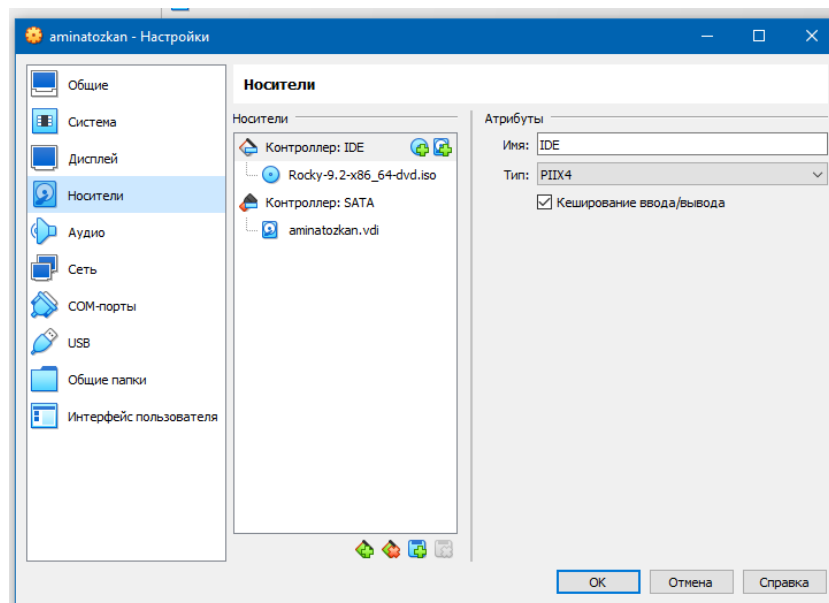 aminatozkan - Настройки
Общие
Система
Дисплей
Носители
Аудио
Сеть
COM-порты
USB
Общие папки
Интерфейс пользователя
Носители
Носители
Контроллер: IDE
Rocky-9.2-x86_64-dvd.iso
Контроллер: SATA
aminatozkan.vdi
Атрибуты
Имя: IDE
Тип: PIIX4
Кеширование ввода/вывода
OK Отмена Справка